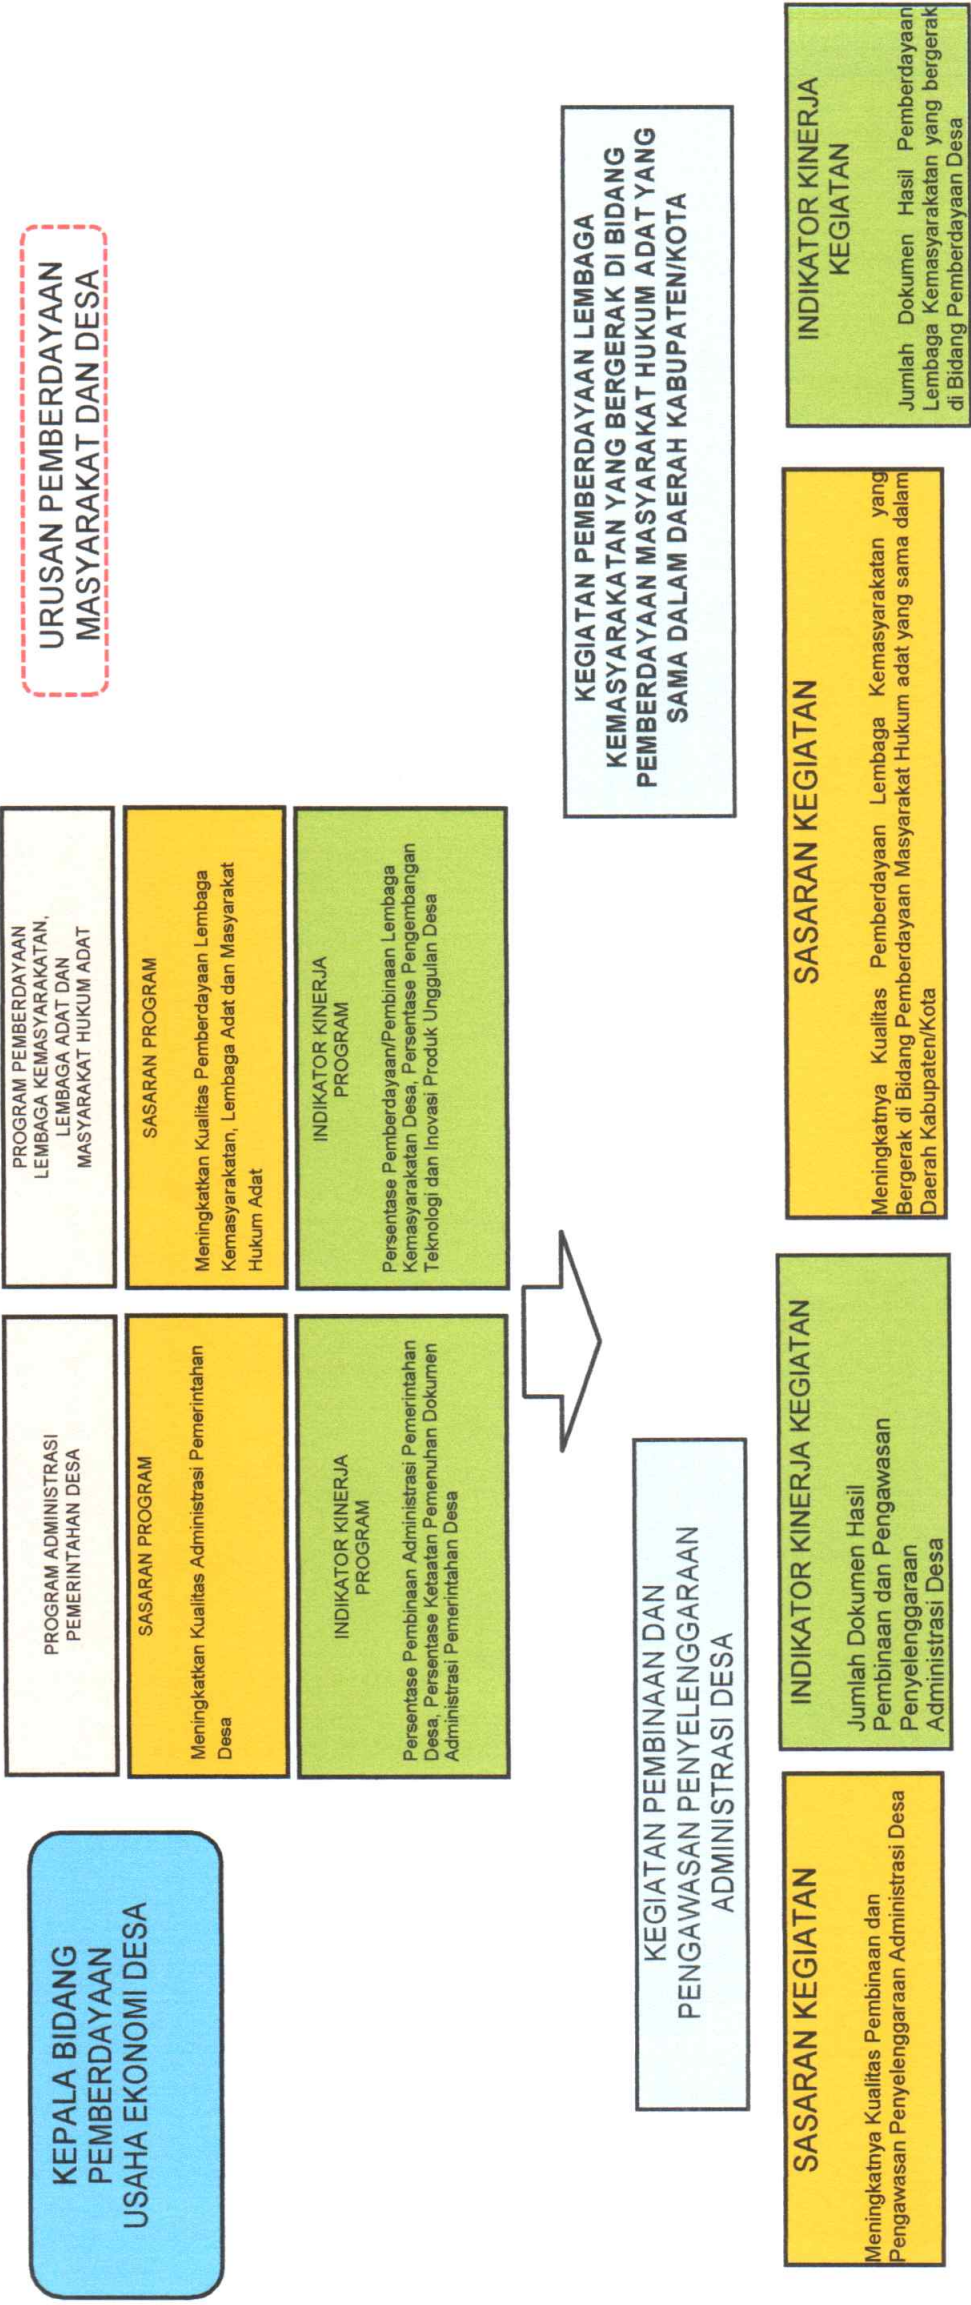 KEPALA BIDANG
PEMBERDAYAAN
USAHA EKONOMI DESA
PROGRAM ADMINISTRASI
PEMERINTAHAN DESA
SASARAN PROGRAM
Meningkatkan Kualitas Administrasi Pemerintahan
Desa
INDIKATOR KINERJA
PROGRAM
Persentase Pembinaan Administrasi Pemerintahan
Desa, Persentase Ketaatan Pemenuhan Dokumen
Administrasi Pemerintahan Desa
PROGRAM PEMBERDAYAAN
LEMBAGA KEMASYARAKATAN,
LEMBAGA ADAT DAN
MASYARAKAT HUKUM ADAT
SASARAN PROGRAM
Meningkatkan Kualitas Pemberdayaan Lembaga
Kemasyarakatan, Lembaga Adat dan Masyarakat
Hukum Adat
INDIKATOR KINERJA
PROGRAM
Persentase Pemberdayaan/Pembinaan Lembaga
Kemasyarakatan Desa, Persentase Pengembangan
Teknologi dan Inovasi Produk Unggulan Desa
URUSAN PEMBERDAYAAN
MASYARAKAT DAN DESA
KEGIATAN PEMBINAAN DAN
PENGAWASAN PENYELENGGARAAN
ADMINISTRASI DESA
KEGIATAN PEMBERDAYAAN LEMBAGA
KEMASYARAKATAN YANG BERGERAK DI BIDANG
PEMBERDAYAAN MASYARAKAT HUKUM ADAT YANG
SAMA DALAM DAERAH KABUPATEN/KOTA
SASARAN KEGIATAN
Meningkatnya Kualitas Pembinaan dan
Pengawasan Penyelenggaraan Administrasi Desa
INDIKATOR KINERJA KEGIATAN
Jumlah Dokumen Hasil
Pembinaan dan Pengawasan
Penyelenggaraan
Administrasi Desa
SASARAN KEGIATAN
Meningkatnya Kualitas Pemberdayaan Lembaga Kemasyarakatan yang
Bergerak di Bidang Pemberdayaan Masyarakat Hukum adat yang sama dalam
Daerah Kabupaten/Kota
INDIKATOR KINERJA
KEGIATAN
Jumlah Dokumen Hasil Pemberdayaan
Lembaga Kemasyarakatan yang bergerak
di Bidang Pemberdayaan Desa